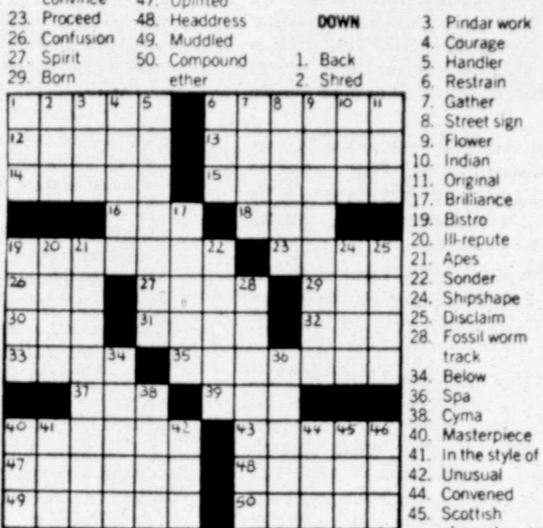 convince
23. Proceed
26. Confusion
27. Spirit
29. Born
47. Uplifted
48. Headdress
49. Muddled
50. Compound
ether
DOWN
1. Back
2. Shred
3. Pindar work
4. Courage
5. Handler
6. Restrain
7. Gather
8. Street sign
9. Flower
10. Indian
11. Original
17. Brilliance
19. Bistro
20. Ill-repute
21. Apes
22. Sonder
24. Shipshape
25. Disclaim
28. Fossil worm
track
34. Below
36. Spa
38. Cyma
40. Masterpiece
41. In the style of
42. Unusual
44. Convened
45. Scottish
1 2 3 4 5 6 7 8 9 10 11
12 13
14 15
16 17 18
19 20 21 22 23 24 25
26 27 28 29
30 31 32
33 34 35 36
37 38 39
40 41 42 43 44 45 46
47 48
49 50